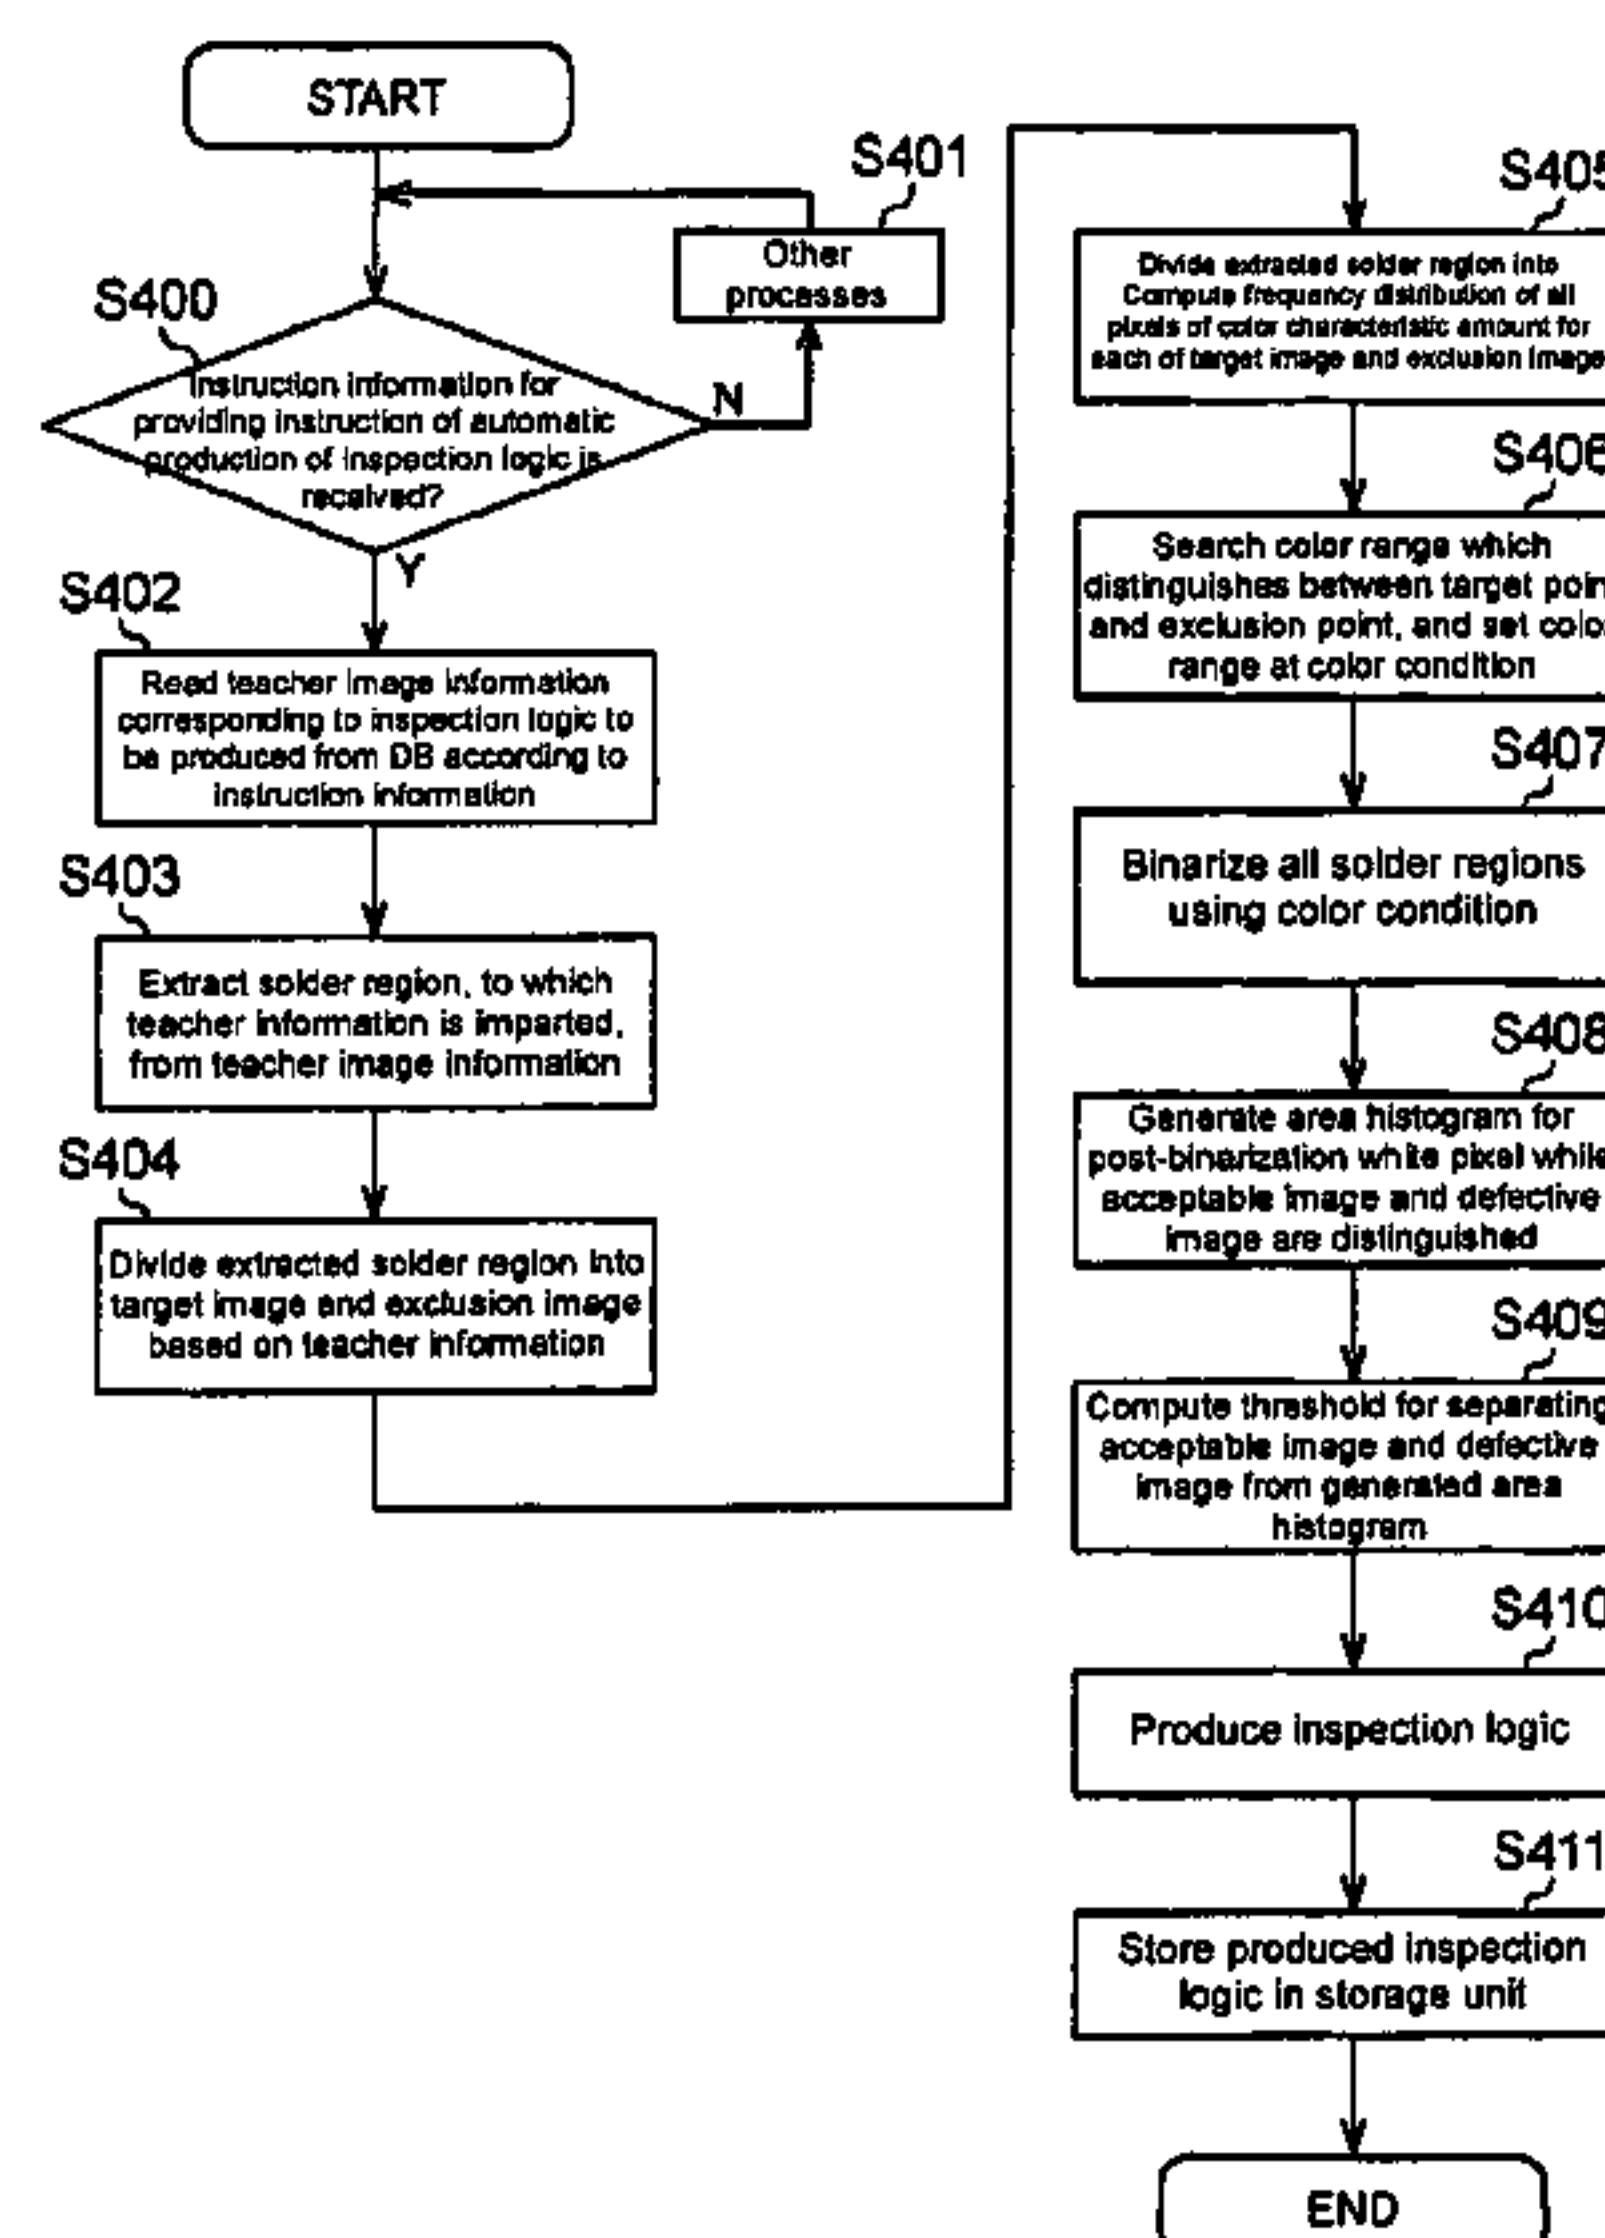 START
S401
Other
processes
S400
Instruction information for
providing instruction of automatic
production of inspection logic is
received?
N
Y
S402
Read teacher image information
corresponding to inspection logic to
be produced from DB according to
instruction information
S403
Extract solder region, to which
teacher information is imparted,
from teacher image information
S404
Divide extracted solder region into
target image and exclusion image
based on teacher information
S405
Divide extracted solder region into
Compute frequency distribution of all
pixels of color characteristic amount for
each of target image and exclusion image
S406
Search color range which
distinguishes between target point
and exclusion point, and set color
range at color condition
S407
Binarize all solder regions
using color condition
S408
Generate area histogram for
post-binarization white pixel while
acceptable image and defective
image are distinguished
S409
Compute threshold for separating
acceptable image and defective
image from generated area
histogram
S410
Produce inspection logic
S411
Store produced inspection
logic in storage unit
END